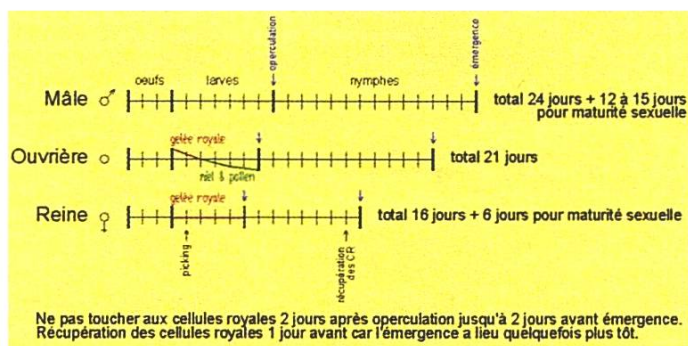 operculation
émergence
oeufs larves nymphes
Mâle ♂ total 24 jours + 12 à 15 jours
pour maturité sexuelle
gelée royale
Ouvrière total 21 jours
miel & pollen
gelée royale
Reine ♀ total 16 jours + 6 jours pour maturité sexuelle
picking
récupération
des CR
Ne pas toucher aux cellules royales 2 jours après operculation jusqu'à 2 jours avant émergence.
Récupération des cellules royales 1 jour avant car l'émergence a lieu quelquefois plus tôt.